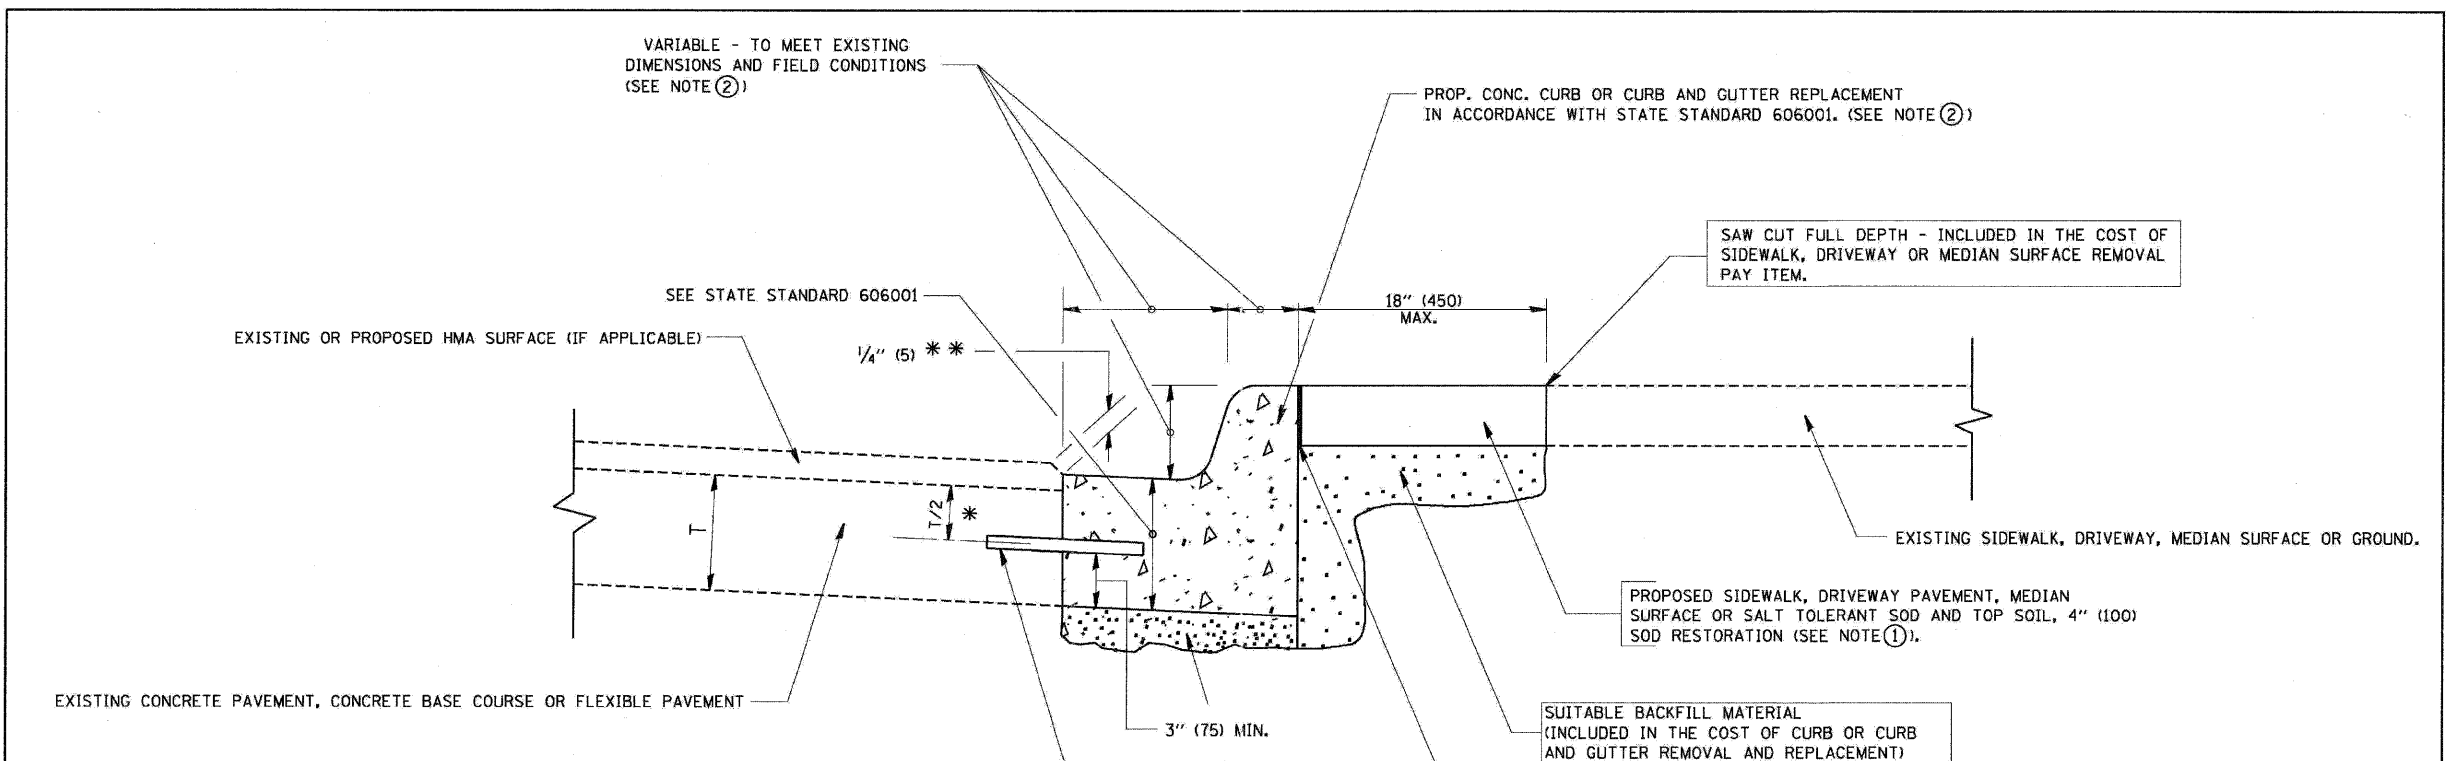 VARIABLE - TO MEET EXISTING
DIMENSIONS AND FIELD CONDITIONS
(SEE NOTE ②)
PROP. CONC. CURB OR CURB AND GUTTER REPLACEMENT
IN ACCORDANCE WITH STATE STANDARD 606001. (SEE NOTE ②)
SAW CUT FULL DEPTH - INCLUDED IN THE COST OF
SIDEWALK, DRIVEWAY OR MEDIAN SURFACE REMOVAL
PAY ITEM.
SEE STATE STANDARD 606001
18" (450)
MAX.
EXISTING OR PROPOSED HMA SURFACE (IF APPLICABLE)
1/4" (5) * *
T
T/2 *
EXISTING SIDEWALK, DRIVEWAY, MEDIAN SURFACE OR GROUND.
PROPOSED SIDEWALK, DRIVEWAY PAVEMENT, MEDIAN
SURFACE OR SALT TOLERANT SOD AND TOP SOIL, 4" (100)
SOD RESTORATION (SEE NOTE ①).
EXISTING CONCRETE PAVEMENT, CONCRETE BASE COURSE OR FLEXIBLE PAVEMENT
3" (75) MIN.
SUITABLE BACKFILL MATERIAL
(INCLUDED IN THE COST OF CURB OR CURB
AND GUTTER REMOVAL AND REPLACEMENT)